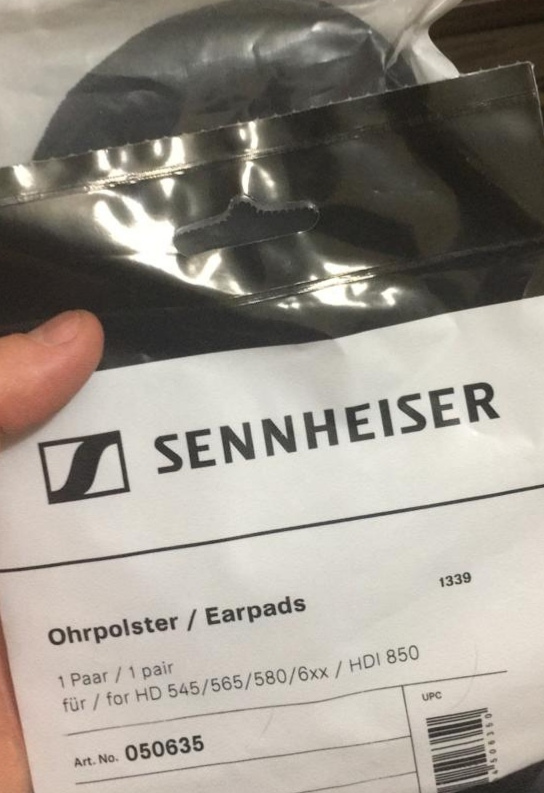 SENNHEISER
1339
Ohrpolster / Earpads
1 Paar / 1 pair
für / for HD 545/565/580/6xx / HDI 850
UPC
Art. No. 050635